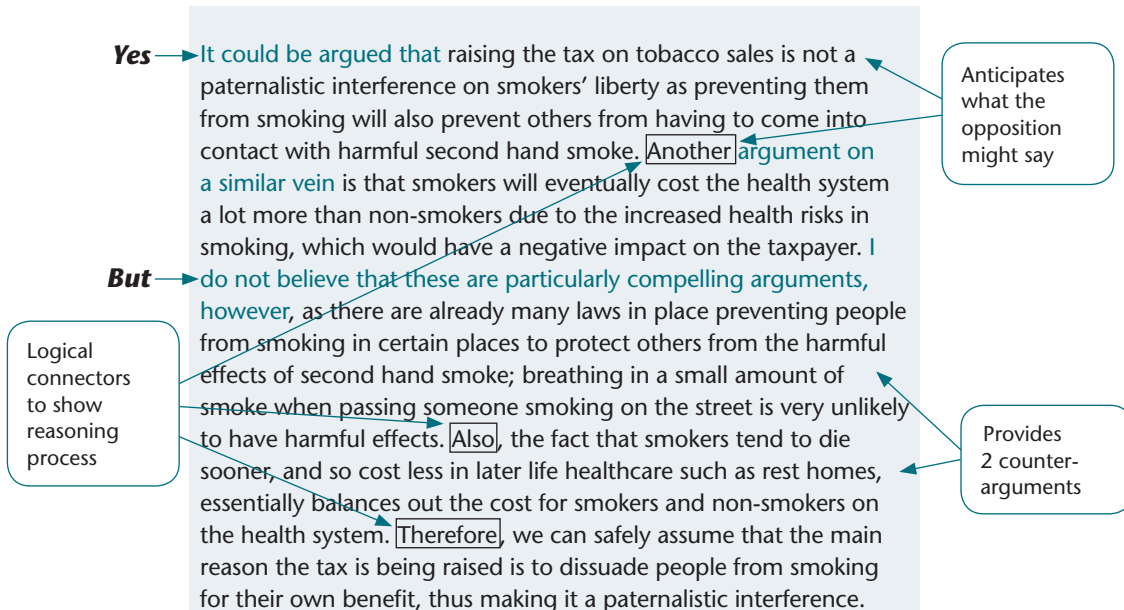 Yes
It could be argued that raising the tax on tobacco sales is not a
paternalistic interference on smokers’ liberty as preventing them
from smoking will also prevent others from having to come into
contact with harmful second hand smoke. Another argument on
a similar vein is that smokers will eventually cost the health system
a lot more than non-smokers due to the increased health risks in
smoking, which would have a negative impact on the taxpayer. I
But
do not believe that these are particularly compelling arguments,
however, as there are already many laws in place preventing people
from smoking in certain places to protect others from the harmful
effects of second hand smoke; breathing in a small amount of
smoke when passing someone smoking on the street is very unlikely
to have harmful effects. Also, the fact that smokers tend to die
sooner, and so cost less in later life healthcare such as rest homes,
essentially balances out the cost for smokers and non-smokers on
the health system. Therefore, we can safely assume that the main
reason the tax is being raised is to dissuade people from smoking
for their own benefit, thus making it a paternalistic interference.
Anticipates
what the
opposition
might say
Logical
connectors
to show
reasoning
process
Provides
2 counter-
arguments